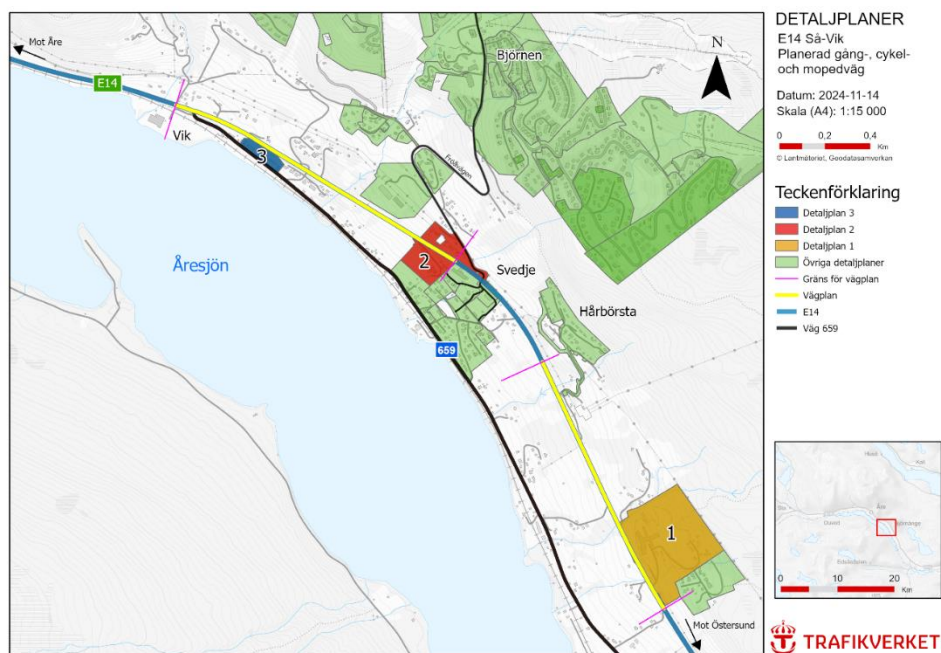 Mot Åre
E14
Björnen
N
Vik
3
Fröåvägen
2
Svedje
Åresjön
Hårbörsta
659
1
Mot Östersund
DETALJPLANER
E14 Så-Vik
Planerad gång-, cykel-
och mopedväg
Datum: 2024-11-14
Skala (A4): 1:15 000
0 0,2 0,4
Km
© Lantmäteriet, Geodatasamverkan
Teckenförklaring
Detaljplan 3
Detaljplan 2
Detaljplan 1
Övriga detaljplaner
Gräns för vägplan
Vägplan
E14
Väg 659
Åre
0 10 20
Km
TRAFIKVERKET